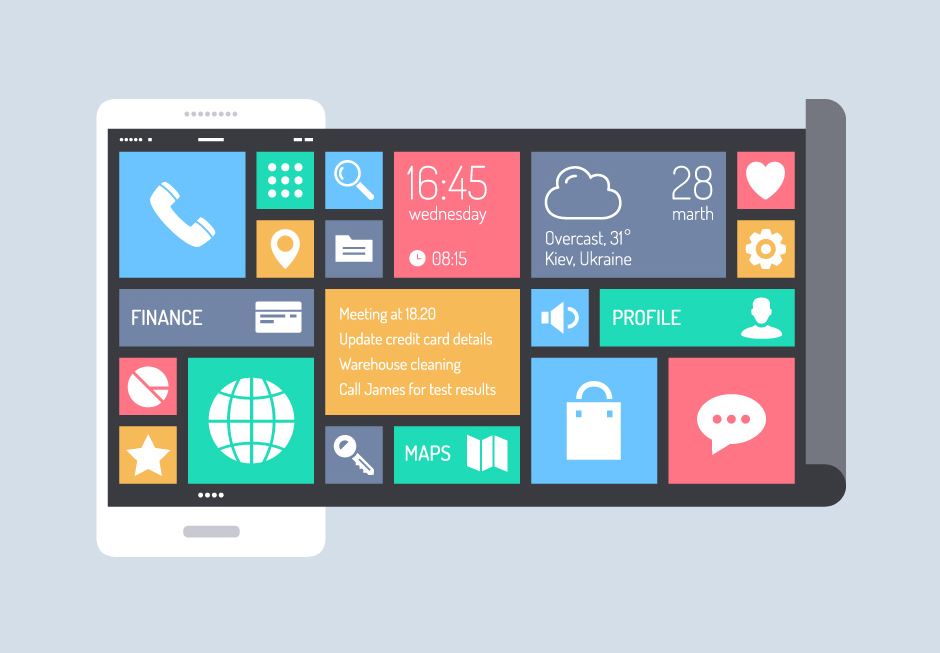 16:45
wednesday
08:15
28
marth
Overcast, 31°
Kiev, Ukraine
FINANCE
Meeting at 18.20
Update credit card details
Warehouse cleaning
Call James for test results
PROFILE
MAPS